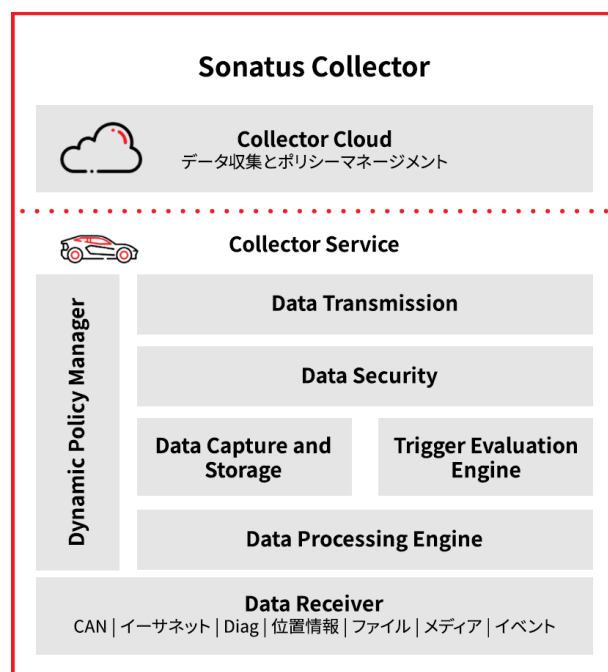 Sonatus Collector
Collector Cloud
データ収集とポリシーマネージメント
Collector Service
Dynamic Policy Manager
Data Transmission
Data Security
Data Capture and
Storage
Trigger Evaluation
Engine
Data Processing Engine
Data Receiver
CAN | イーサネット | Diag | 位置情報 | ファイル | メディア | イベント